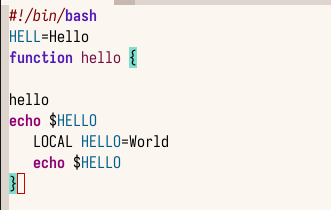 #!/bin/bash
HELL=Hello
function hello {
hello
echo $HELLO
LOCAL HELLO=World
echo $HELLO
}